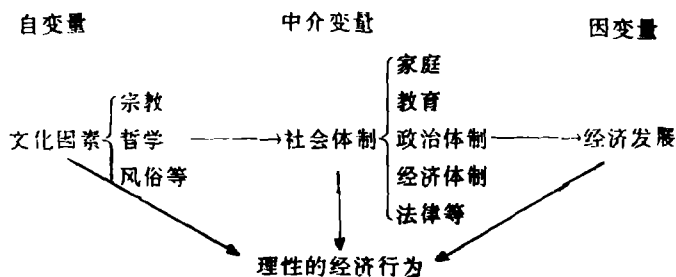 自变量 中介变量 因变量
家庭
宗教 教育
文化因素 哲学 社会体制 政治体制 经济发展
风俗等 经济体制
法律等
理性的经济行为